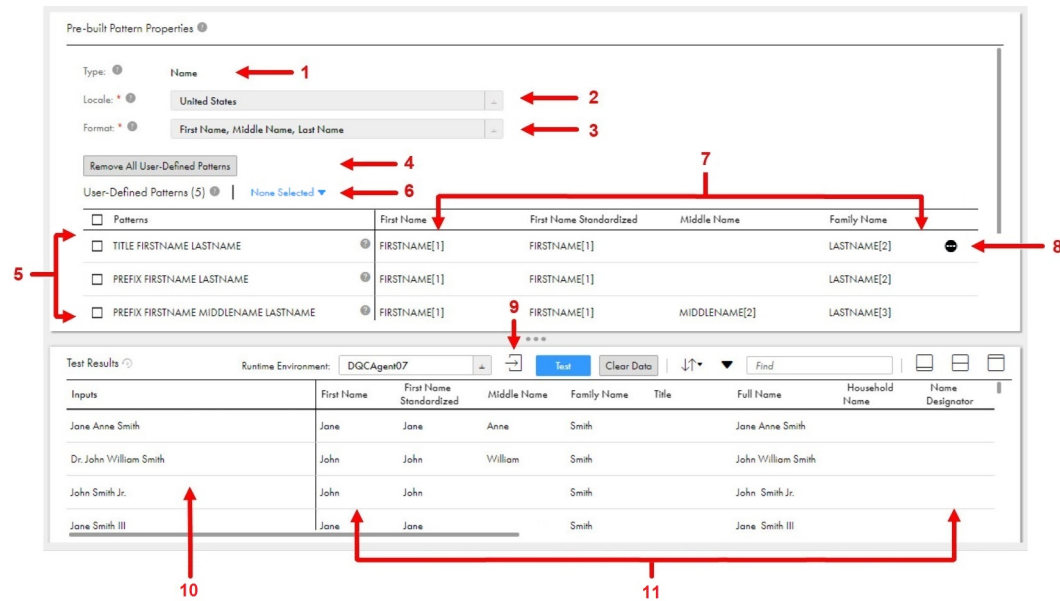 Pre-built Pattern Properties ?
Type: ? Name 1
Locale: * ? United States 2
Format: * ? First Name, Middle Name, Last Name 3
Remove All User-Defined Patterns 4 7
User-Defined Patterns (5) ? | None Selected 6
Patterns First Name First Name Standardized Middle Name Family Name
TITLE FIRSTNAME LASTNAME ? FIRSTNAME[1] FIRSTNAME[1] LASTNAME[2] 8
5 PREFIX FIRSTNAME LASTNAME ? FIRSTNAME[1] FIRSTNAME[1] LASTNAME[2]
PREFIX FIRSTNAME MIDDLENAME LASTNAME ? FIRSTNAME[1] FIRSTNAME[1] MIDDLENAME[2] LASTNAME[3]
9
Test Results Runtime Environment: DQCAgent07 Test Clear Data Find
Inputs First Name First Name Standardized Middle Name Family Name Title Full Name Household Name Name Designator
Jane Anne Smith Jane Jane Anne Smith Jane Anne Smith
Dr. John William Smith John John William Smith John William Smith
John Smith Jr. John John Smith John Smith Jr.
Jane Smith III Jane Jane Smith Jane Smith III
10 11